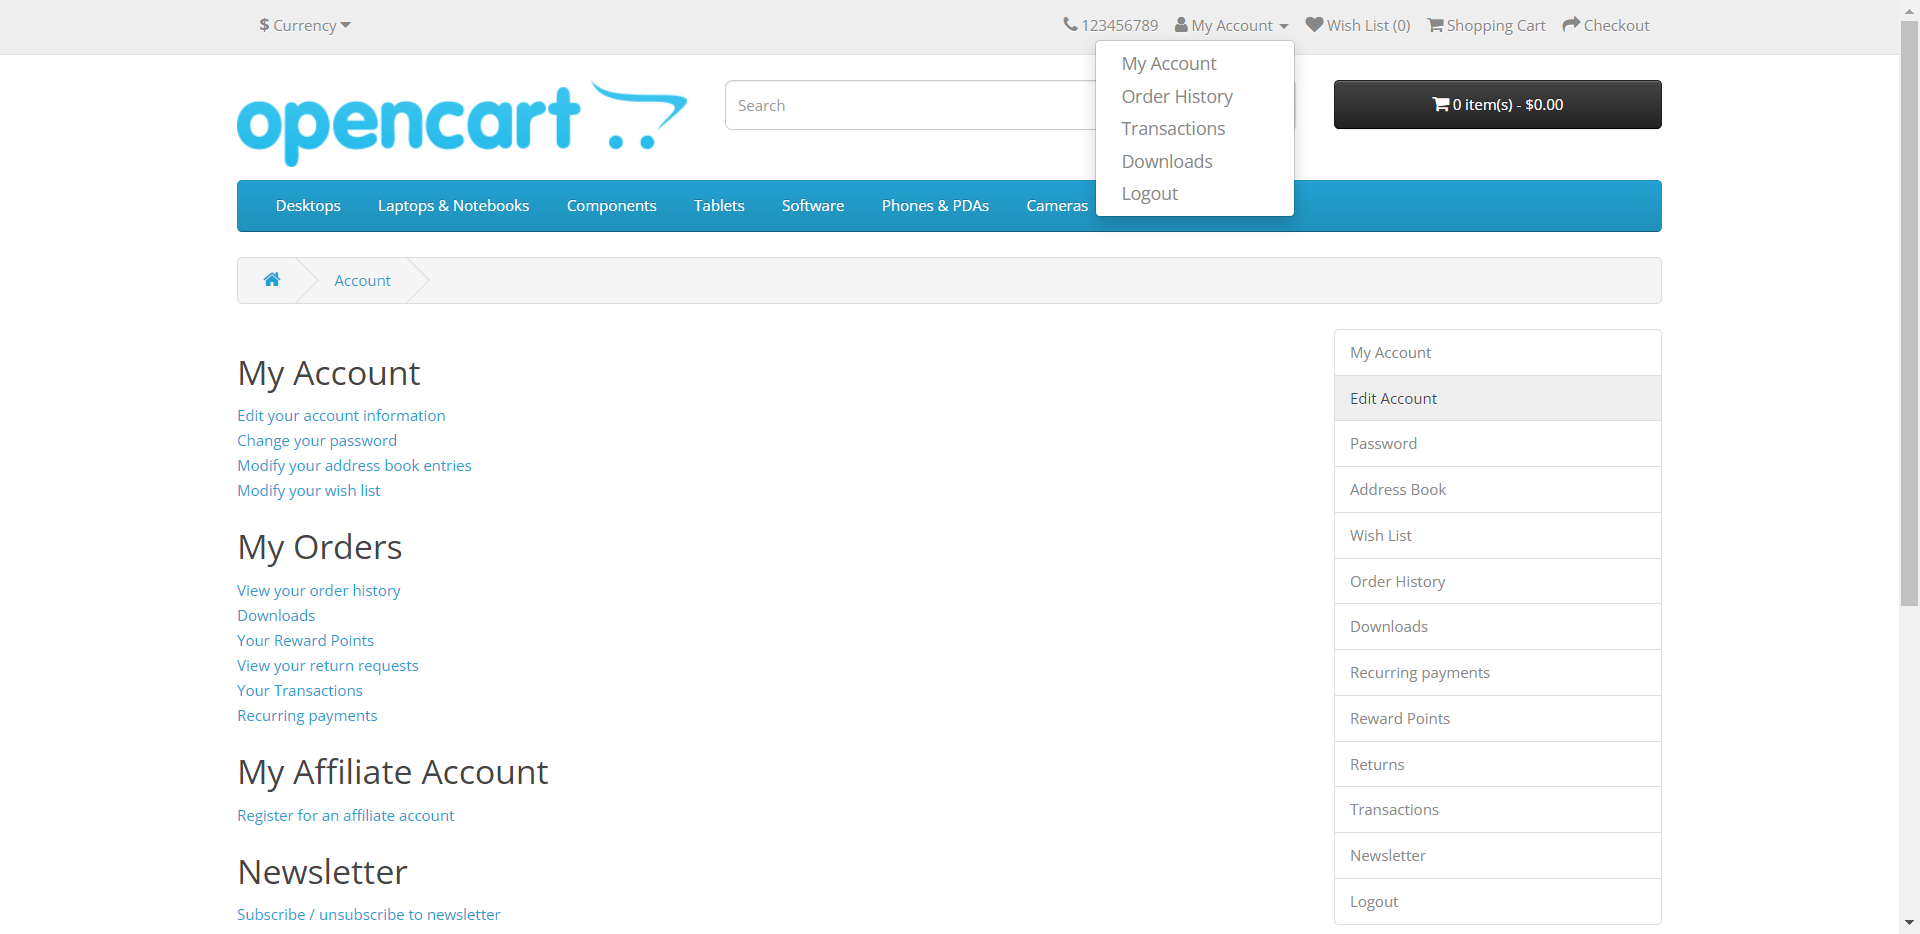 $ Currency
123456789 My Account Wish List (0) Shopping Cart Checkout
My Account
Order History
Transactions
Downloads
Logout
opencart
Search
0 item(s) - $0.00
Desktops Laptops & Notebooks Components Tablets Software Phones & PDAs Cameras
Account
My Account
Edit your account information
Change your password
Modify your address book entries
Modify your wish list
My Orders
View your order history
Downloads
Your Reward Points
View your return requests
Your Transactions
Recurring payments
My Affiliate Account
Register for an affiliate account
Newsletter
Subscribe / unsubscribe to newsletter
My Account
Edit Account
Password
Address Book
Wish List
Order History
Downloads
Recurring payments
Reward Points
Returns
Transactions
Newsletter
Logout